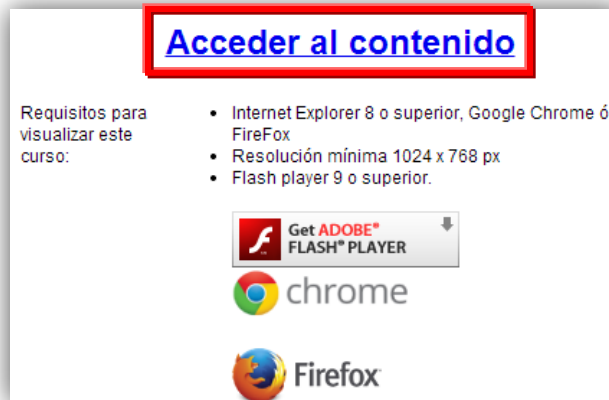 Acceder al contenido
Requisitos para
visualizar este
curso:
• Internet Explorer 8 o superior, Google Chrome ó
FireFox
• Resolución mínima 1024 x 768 px
• Flash player 9 o superior.
Get ADOBE®
FLASH® PLAYER
chrome
Firefox